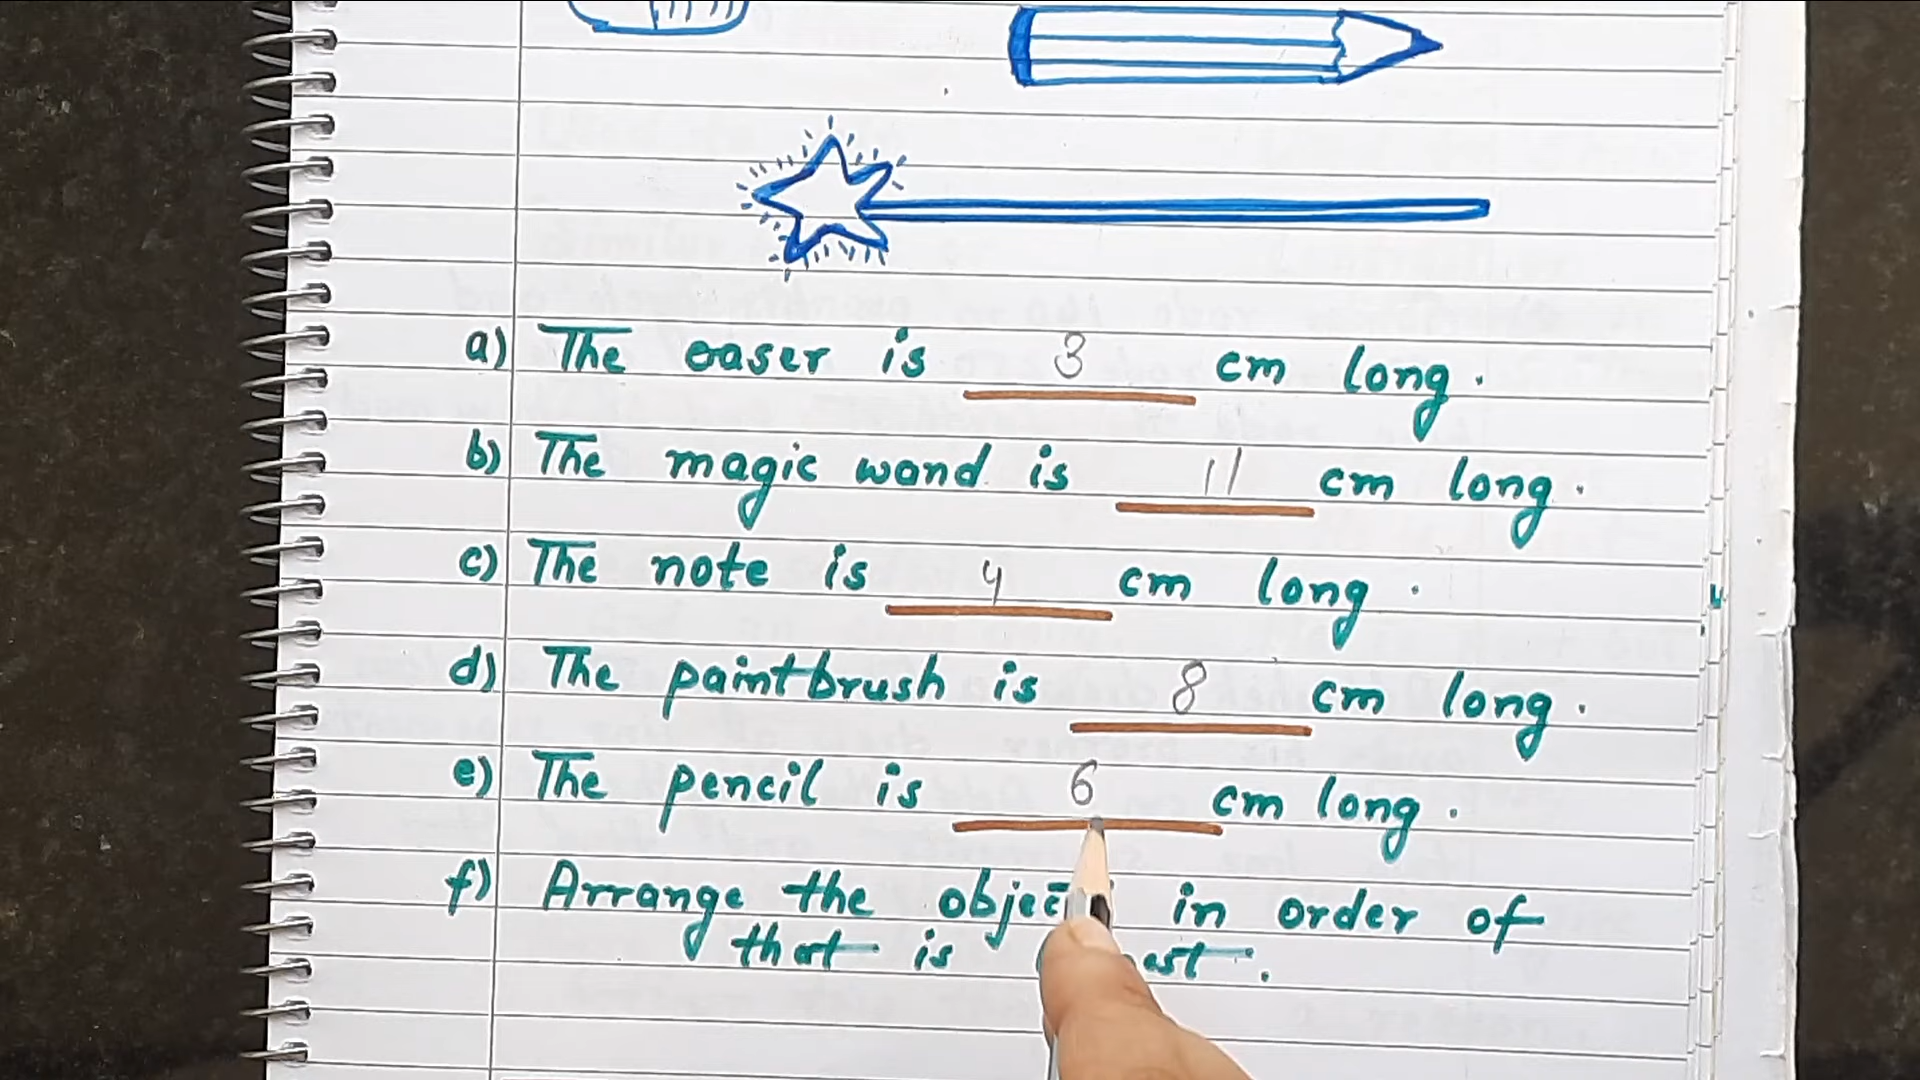 a) The easer is 3 cm long.
b) The magic wand is 11 cm long.
c) The note is 4 cm long.
d) The paintbrush is 8 cm long.
e) The pencil is 6 cm long.
f) Arrange the in order of
that is